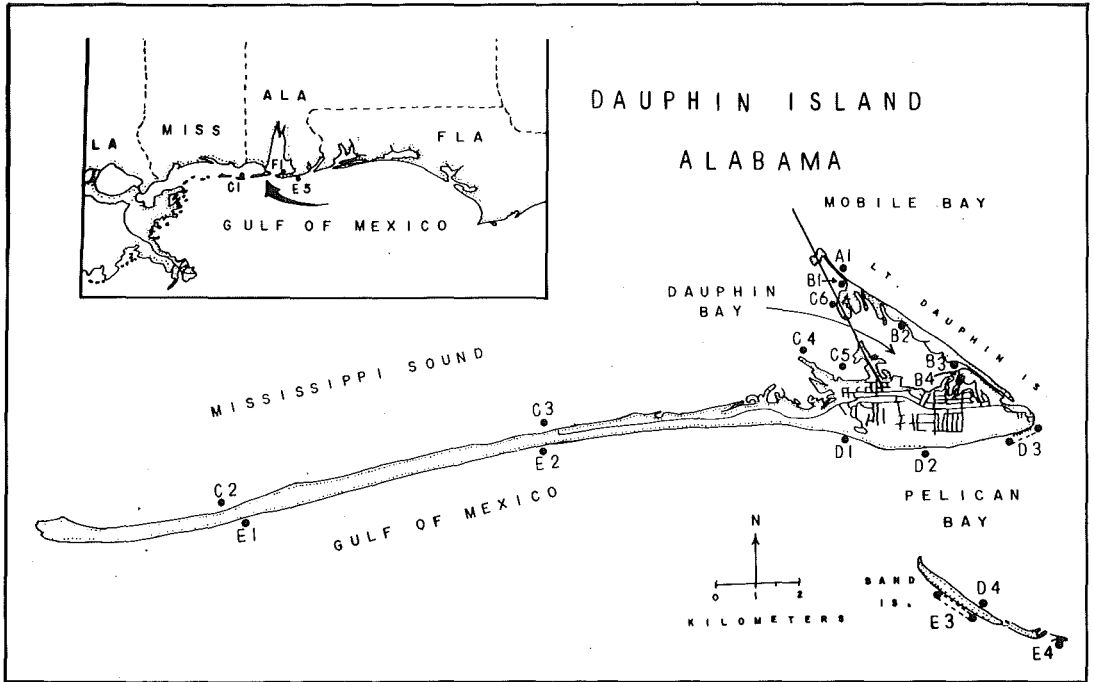 ALA
MISS
FLA
LA
F1
C1
E5
GULF OF MEXICO
DAUPHIN ISLAND
ALABAMA
MOBILE BAY
A1
LT. DAUPHIN IS
B1
DAUPHIN
BAY
C6
B2
C4
C5
B3
B4
MISSISSIPPI SOUND
C3
E2
D1
D2
D3
C2
E1
GULF OF MEXICO
PELICAN
BAY
N
SAND
IS.
D4
E3
E4
0 1 2
KILOMETERS